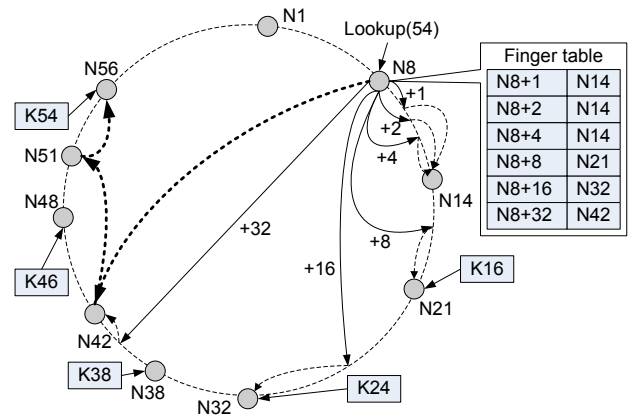 N1
Lookup(54)
N56
N8
Finger table
N8+1 N14
N8+2 N14
N8+4 N14
N8+8 N21
N8+16 N32
N8+32 N42
K54
+1
+2
+4
N51
N14
N48
+32
+8
+16
K46
K16
N21
N42
K38
N38
N32
K24